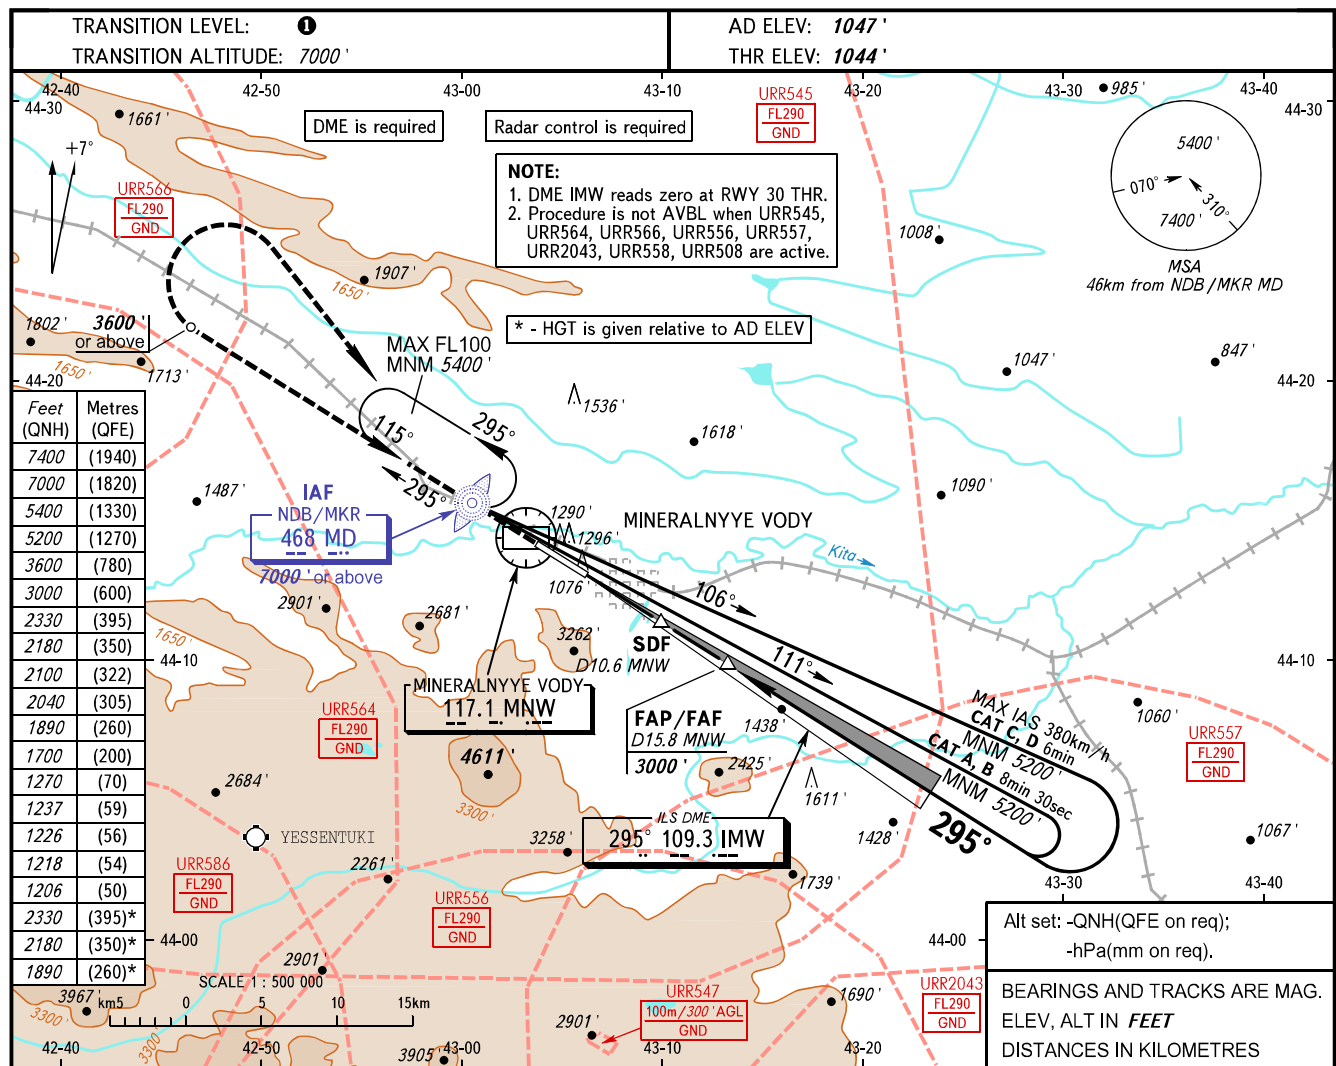 TRANSITION LEVEL: ❶
TRANSITION ALTITUDE: 7000'
AD ELEV: 1047'
THR ELEV: 1044'
42-40
42-50
43-00
43-10
43-20
43-30
43-40
44-30
44-30
985'
1661'
DME is required
Radar control is required
URR545
FL290
GND
+7°
NOTE:
1. DME IMW reads zero at RWY 30 THR.
2. Procedure is not AVBL when URR545,
URR564, URR566, URR556, URR557,
URR2043, URR558, URR508 are active.
5400'
070°
310°
7400'
MSA
46km from NDB/MKR MD
URR566
FL290
GND
1008'
1907'
1650'
1802'
3600'
or above
1650'
1713'
* - HGT is given relative to AD ELEV
MAX FL100
MNM 5400'
1047'
847'
44-20
44-20
1536'
1618'
115°
295°
295°
1487'
1090'
IAF
NDB/MKR
468 MD
7000' or above
1290'
1296'
1076'
MINERALNYYE VODY
Kita
106°
111°
2901'
2681'
3262'
1650'
44-10
44-10
SDF
D10.6 MNW
MINERALNYYE VODY
117.1 MNW
FAP/FAF
D15.8 MNW
3000'
1438'
2425'
1611'
1428'
MAX IAS 380km/h
CAT C, D 6min
MNM 5200'
CAT A, B 8min 30sec
MNM 5200'
295°
1060'
URR557
FL290
GND
1067'
URR564
FL290
GND
4611'
3300'
2684'
YESSENTUKI
ILS DME
295° 109.3 IMW
3258'
2261'
1739'
URR586
FL290
GND
URR556
FL290
GND
43-30
43-40
Feet
(QNH)
Metres
(QFE)
7400 (1940)
7000 (1820)
5400 (1330)
5200 (1270)
3600 (780)
3000 (600)
2330 (395)
2180 (350)
2100 (322)
2040 (305)
1890 (260)
1700 (200)
1270 (70)
1237 (59)
1226 (56)
1218 (54)
1206 (50)
2330 (395)*
2180 (350)*
1890 (260)*
44-00
44-00
2901'
SCALE 1 : 500 000
km5 0 5 10 15km
3967'
3300'
3300'
URR547
100m/300' AGL
GND
2901'
3905'
1690'
URR2043
FL290
GND
42-40
42-50
43-00
43-10
43-20
Alt set: -QNH(QFE on req);
-hPa(mm on req).
BEARINGS AND TRACKS ARE MAG.
ELEV, ALT IN FEET
DISTANCES IN KILOMETRES